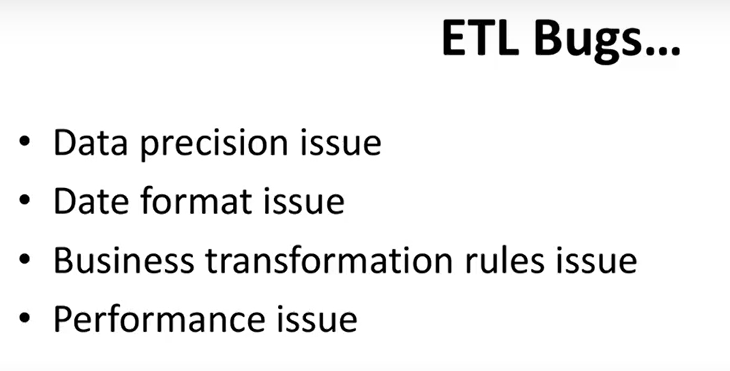 ETL Bugs...
• Data precision issue
• Date format issue
• Business transformation rules issue
• Performance issue